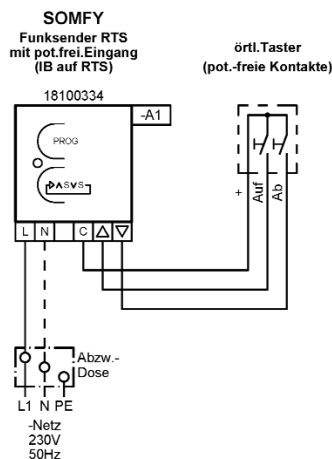 SOMFY
Funksender RTS
mit pot.frei.Eingang
(IB auf RTS)
örtl.Taster
(pot.-freie Kontakte)
18100334
-A1
PROG
ASVS
L N C
+ Auf Ab
Abzw.-
Dose
L1 N PE
-Netz
230V
50Hz